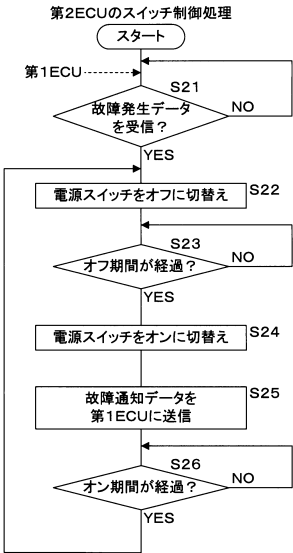 第2ECUのスイッチ制御処理
スタート
第1ECU
S21
故障発生データ
を受信？
NO
YES
電源スイッチをオフに切替え
S22
S23
オフ期間が経過？
NO
YES
電源スイッチをオンに切替え
S24
故障通知データを
第1ECUに送信
S25
S26
オン期間が経過？
NO
YES